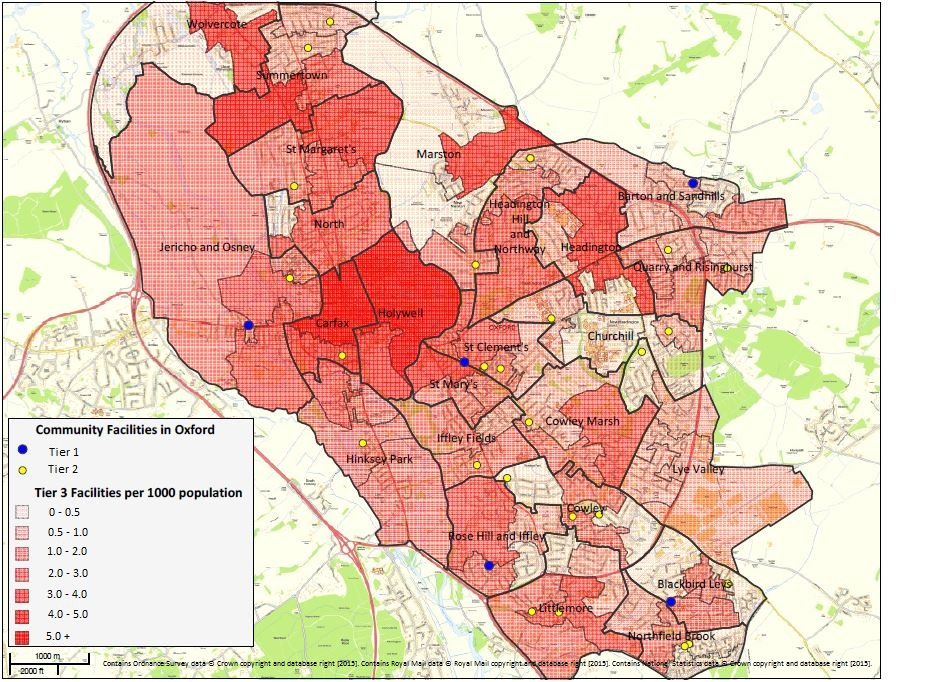 Wolvercote
Summertown
St Margaret's
Marston
Barton and Sandhills
Headington
Hill
and
Northway
North
Jericho and Osney
Headington
Quarry and Risinghurst
Holywell
Carfax
OXFORD
Churchill
St Clement's
St Mary's
Cowley Marsh
Iffley Fields
Hinksey Park
Lye Valley
Cowley
Rose Hill and Iffley
Blackbird Leys
Littlemore
Northfield Brook
Community Facilities in Oxford
Tier 1
Tier 2
Tier 3 Facilities per 1000 population
0 - 0.5
0.5 - 1.0
1.0 - 2.0
2.0 - 3.0
3.0 - 4.0
4.0 - 5.0
5.0 +
1000 m
2000 ft
Contains Ordnance Survey data © Crown copyright and database right [2015]. Contains Royal Mail data © Royal Mail copyright and database right [2015]. Contains National Statistics data © Crown copyright and database right [2015].